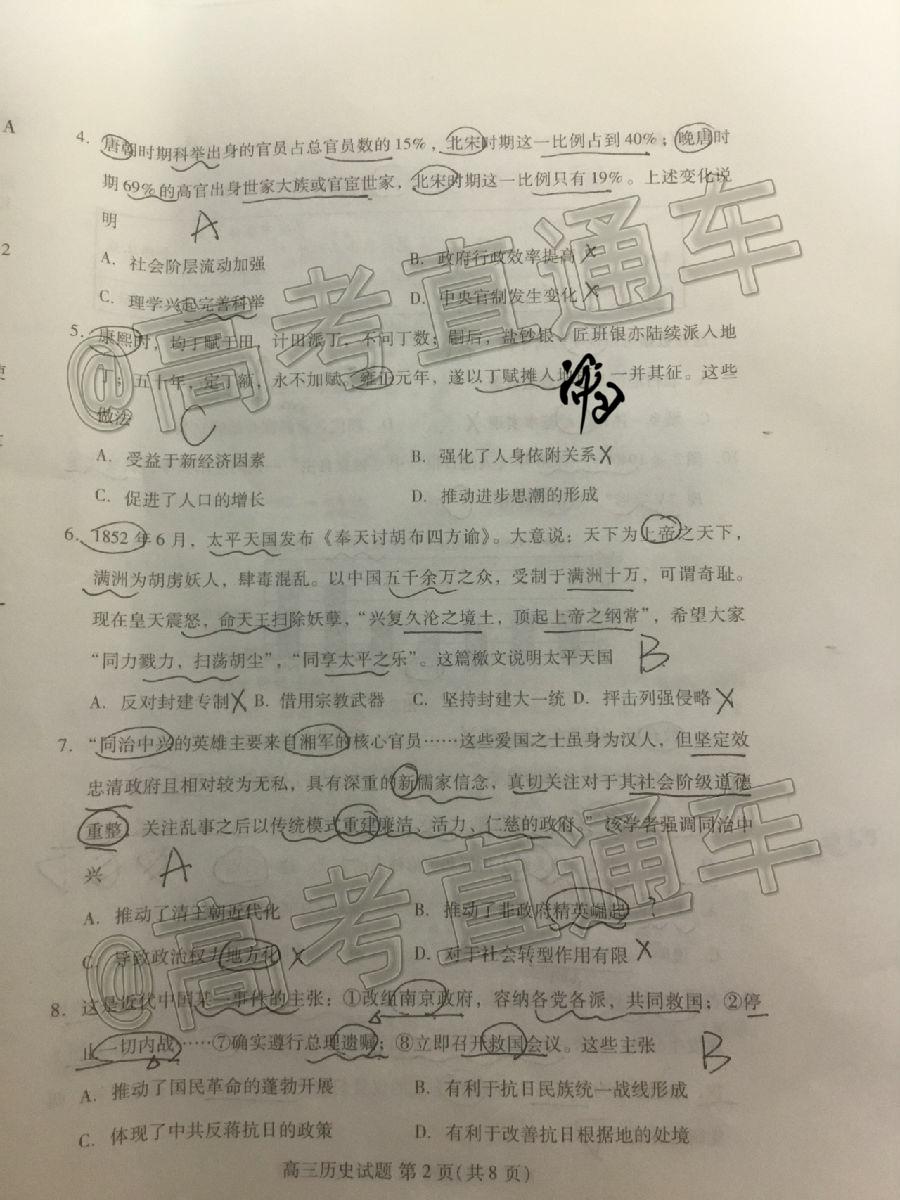 A
4. 唐朝时期科举出身的官员占总官员数的15%，北宋时期这一比例占到40%；晚唐时
期69%的高官出身世家大族或官宦世家，北宋时期这一比例只有19%。上述变化说
明 A
2
A. 社会阶层流动加强 B. 政府行政效率提高 X
C. 理学兴起完善科举 D. 中央官制发生变化 X
5. 康熙时，均丁赋于田，计田派丁，不问丁数；嗣后，盐钞银、匠班银亦陆续派入地
五十年，定丁额，永不加赋，雍正元年，遂以丁赋摊入地 一并其征。这些
做法 C
A. 受益于新经济因素 B. 强化了人身依附关系 X
C. 促进了人口的增长 D. 推动进步思潮的形成
6. 1852年6月，太平天国发布《奉天讨胡布四方谕》。大意说：天下为上帝之天下，
满洲为胡虏妖人，肆毒混乱。以中国五千余万之众，受制于满洲十万，可谓奇耻。
现在皇天震怒，命天王扫除妖孽，“兴复久沦之境土，顶起上帝之纲常”，希望大家
“同力戮力，扫荡胡尘”，“同享太平之乐”。这篇檄文说明太平天国 B
A. 反对封建专制 X B. 借用宗教武器 C. 坚持封建大一统 D. 抨击列强侵略 X
7. “同治中兴的英雄主要来自湘军的核心官员……这些爱国之士虽身为汉人，但坚定效
忠清政府且相对较为无私，具有深重的新儒家信念，真切关注对于其社会阶级道德
重整，关注乱事之后以传统模式重建廉洁、活力、仁慈的政府。”该学者强调同治中
兴 A
A. 推动了清王朝近代化 B. 推动了非政府精英崛起 ?
C. 导致政治权力地方化 X D. 对于社会转型作用有限 X
8. 这是近代中国某一事件的主张：①改组南京政府，容纳各党各派，共同救国；②停
止一切内战……⑦确实遵行总理遗嘱；⑧立即召开救国会议。这些主张 B
A. 推动了国民革命的蓬勃开展 B. 有利于抗日民族统一战线形成
C. 体现了中共反蒋抗日的政策 D. 有利于改善抗日根据地的处境
高三历史试题 第2页(共8页)
@高考直通车
@高考直通车